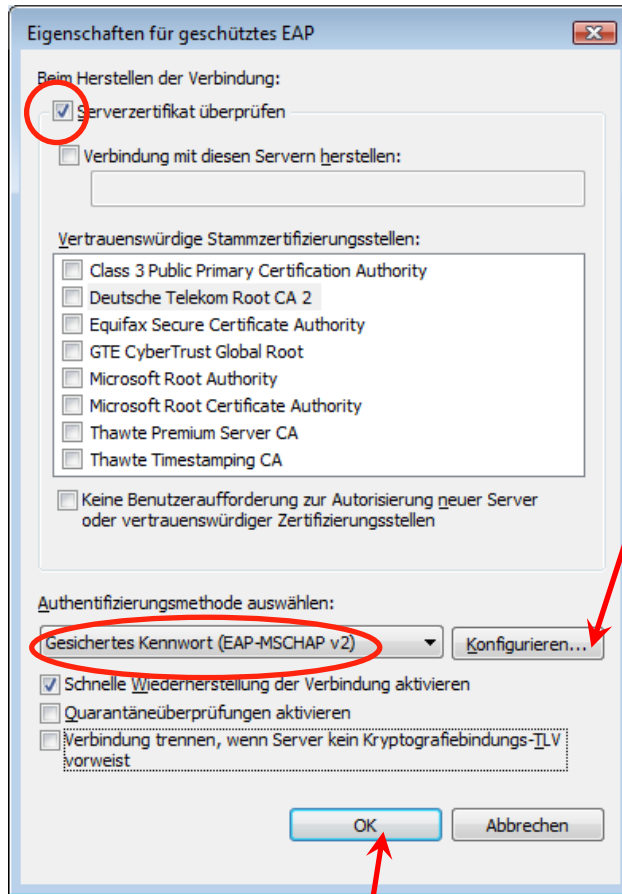 Eigenschaften für geschütztes EAP
Beim Herstellen der Verbindung:
Serverzertifikat überprüfen
Verbindung mit diesen Servern herstellen:
Vertrauenswürdige Stammzertifizierungsstellen:
Class 3 Public Primary Certification Authority
Deutsche Telekom Root CA 2
Equifax Secure Certificate Authority
GTE CyberTrust Global Root
Microsoft Root Authority
Microsoft Root Certificate Authority
Thawte Premium Server CA
Thawte Timestamping CA
Keine Benutzeraufforderung zur Autorisierung neuer Server
oder vertrauenswürdiger Zertifizierungsstellen
Authentifizierungsmethode auswählen:
Gesichertes Kennwort (EAP-MSCHAP v2) Konfigurieren...
Schnelle Wiederherstellung der Verbindung aktivieren
Quarantäneüberprüfungen aktivieren
Verbindung trennen, wenn Server kein Kryptografiebindungs-TLV
vorweist
OK Abbrechen